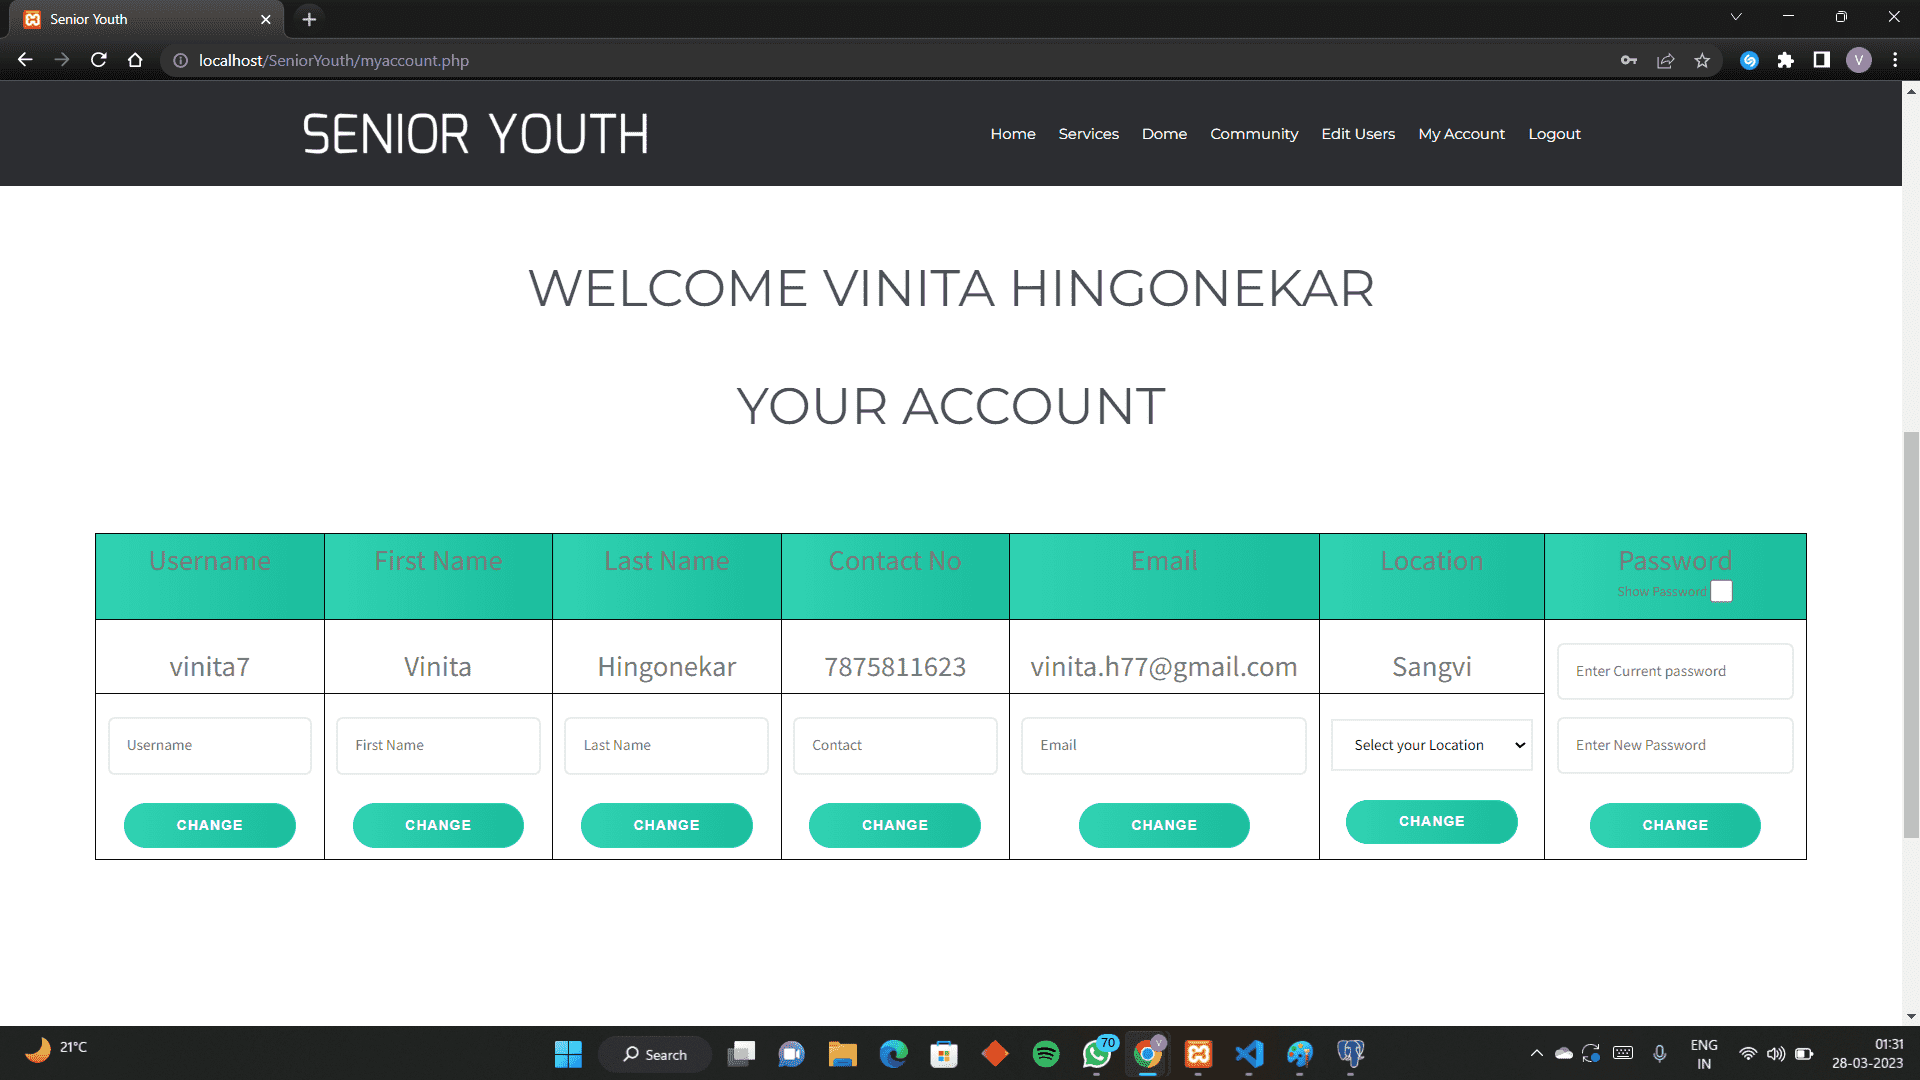 Senior Youth
localhost/SeniorYouth/myaccount.php
V
SENIOR YOUTH
Home Services Dome Community Edit Users My Account Logout
WELCOME VINITA HINGONEKAR
YOUR ACCOUNT
Username First Name Last Name Contact No Email Location Password
Show Password
vinita7 Vinita Hingonekar 7875811623 vinita.h77@gmail.com Sangvi
Enter Current password
Username First Name Last Name Contact Email Select your Location Enter New Password
CHANGE CHANGE CHANGE CHANGE CHANGE CHANGE CHANGE
21°C
Search
70
V
ENG
IN
01:31
28-03-2023